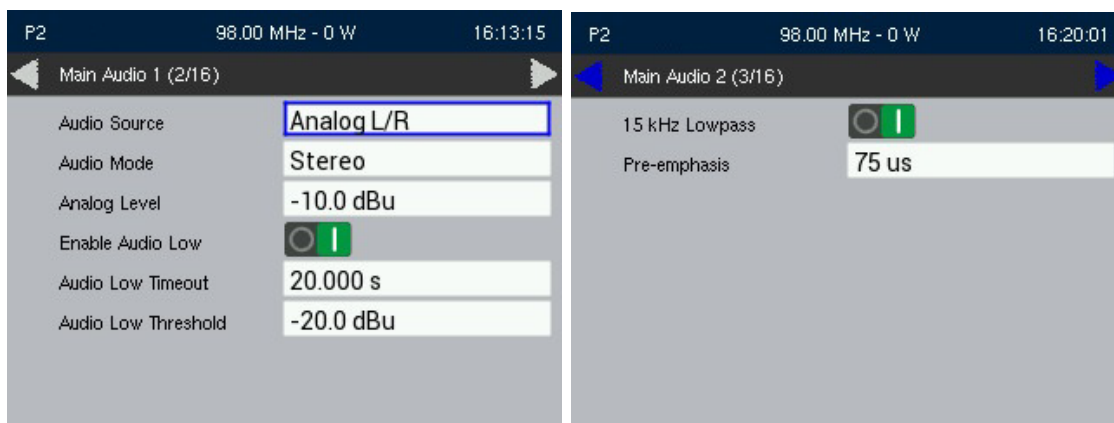 P2 98.00 MHz - 0 W 16:13:15
Main Audio 1 (2/16)
Audio Source Analog L/R
Audio Mode Stereo
Analog Level -10.0 dBu
Enable Audio Low
Audio Low Timeout 20.000 s
Audio Low Threshold -20.0 dBu
P2 98.00 MHz - 0 W 16:20:01
Main Audio 2 (3/16)
15 kHz Lowpass
Pre-emphasis 75 us